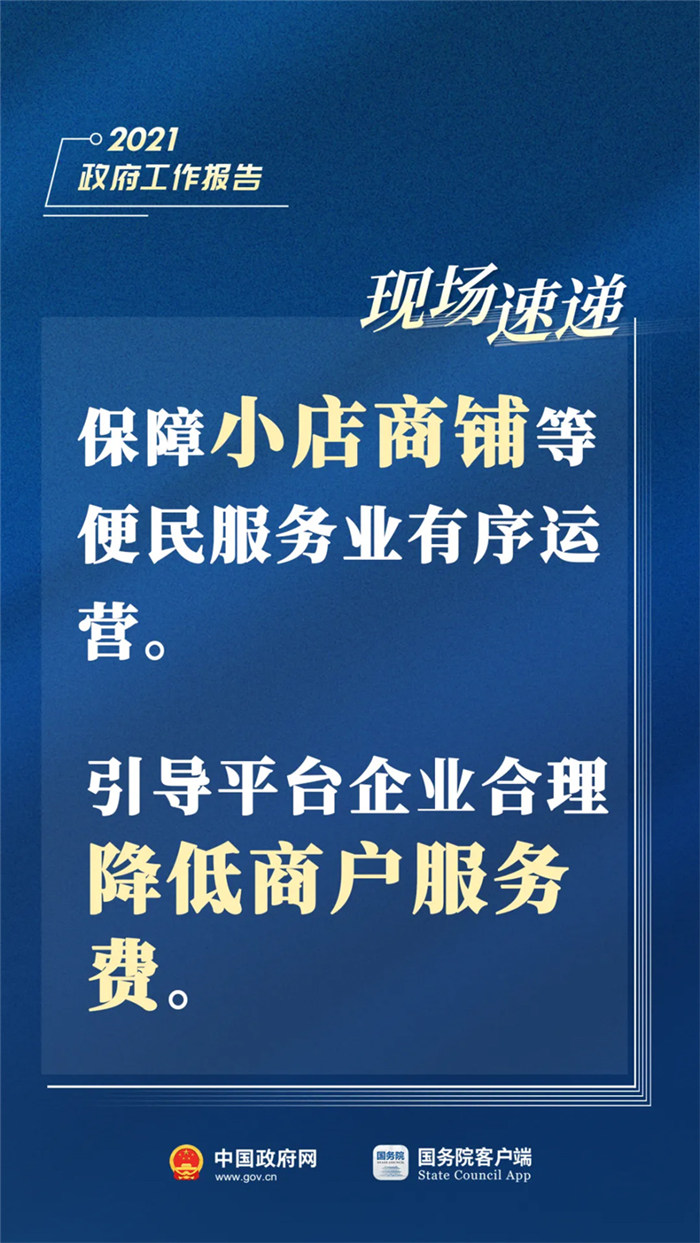 2021
政府工作报告
现场速递
保障小店商铺等
便民服务业有序运
营。
引导平台企业合理
降低商户服务
费。
中国政府网
www.gov.cn
国务院
国务院客户端
State Council App